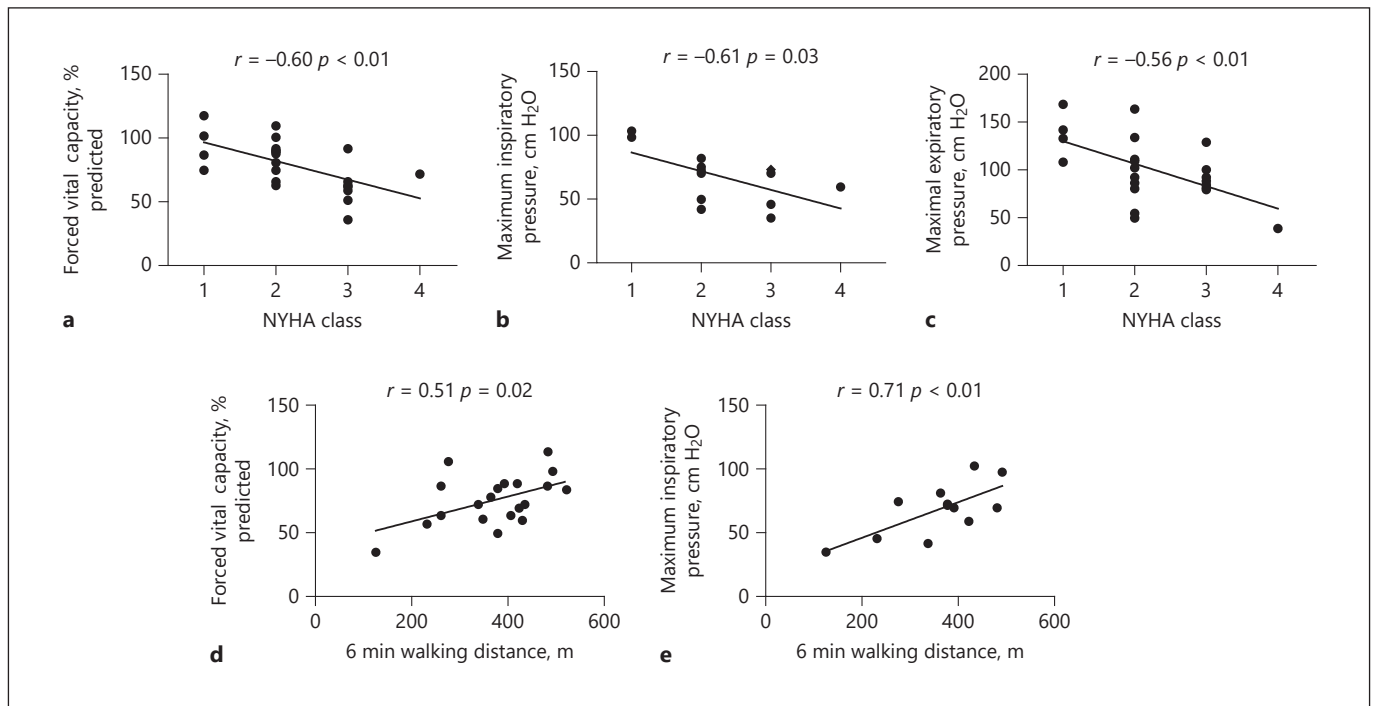 r = –0.60 p < 0.01
Forced vital capacity, %
predicted
150
100
50
0
1 2 3 4
NYHA class
a
r = –0.61 p = 0.03
Maximum inspiratory
pressure, cm H₂O
150
100
50
0
1 2 3 4
NYHA class
b
r = –0.56 p < 0.01
Maximal expiratory
pressure, cm H₂O
200
150
100
50
0
1 2 3 4
NYHA class
c
r = 0.51 p = 0.02
Forced vital capacity, %
predicted
150
100
50
0
0 200 400 600
6 min walking distance, m
d
r = 0.71 p < 0.01
Maximum inspiratory
pressure, cm H₂O
150
100
50
0
0 200 400 600
6 min walking distance, m
e